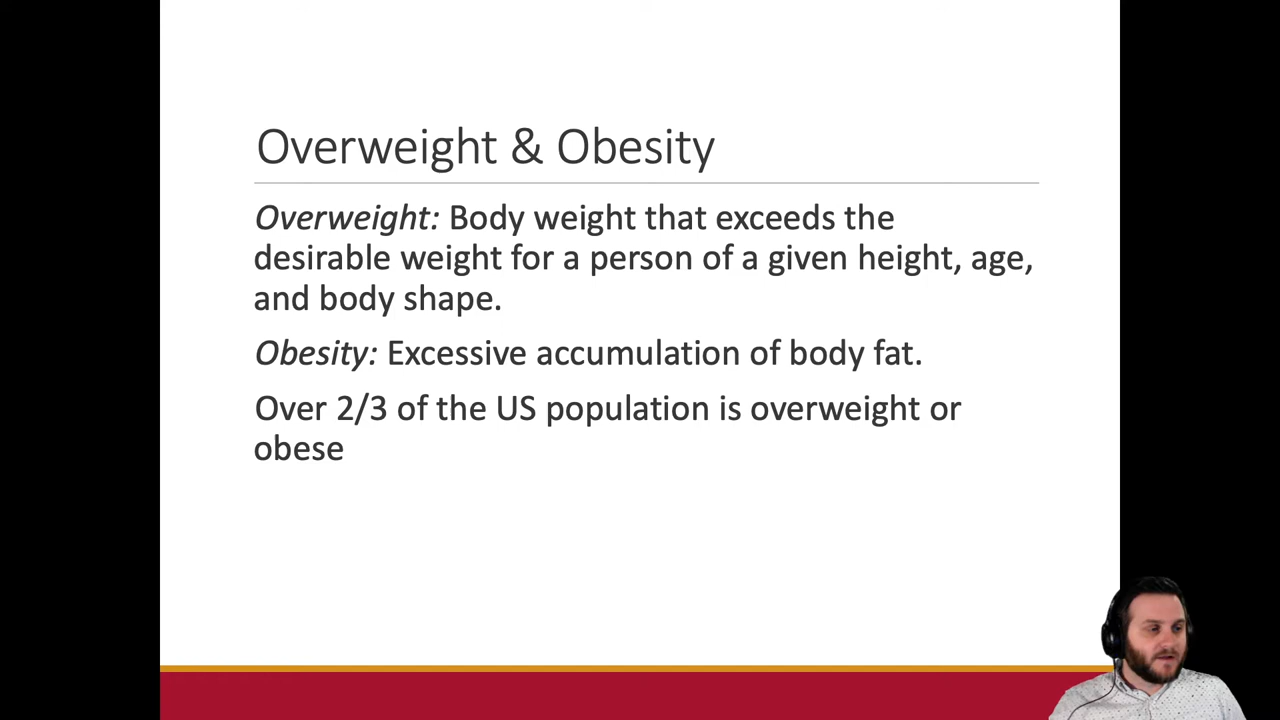 Overweight & Obesity
Overweight: Body weight that exceeds the
desirable weight for a person of a given height, age,
and body shape.
Obesity: Excessive accumulation of body fat.
Over 2/3 of the US population is overweight or
obese